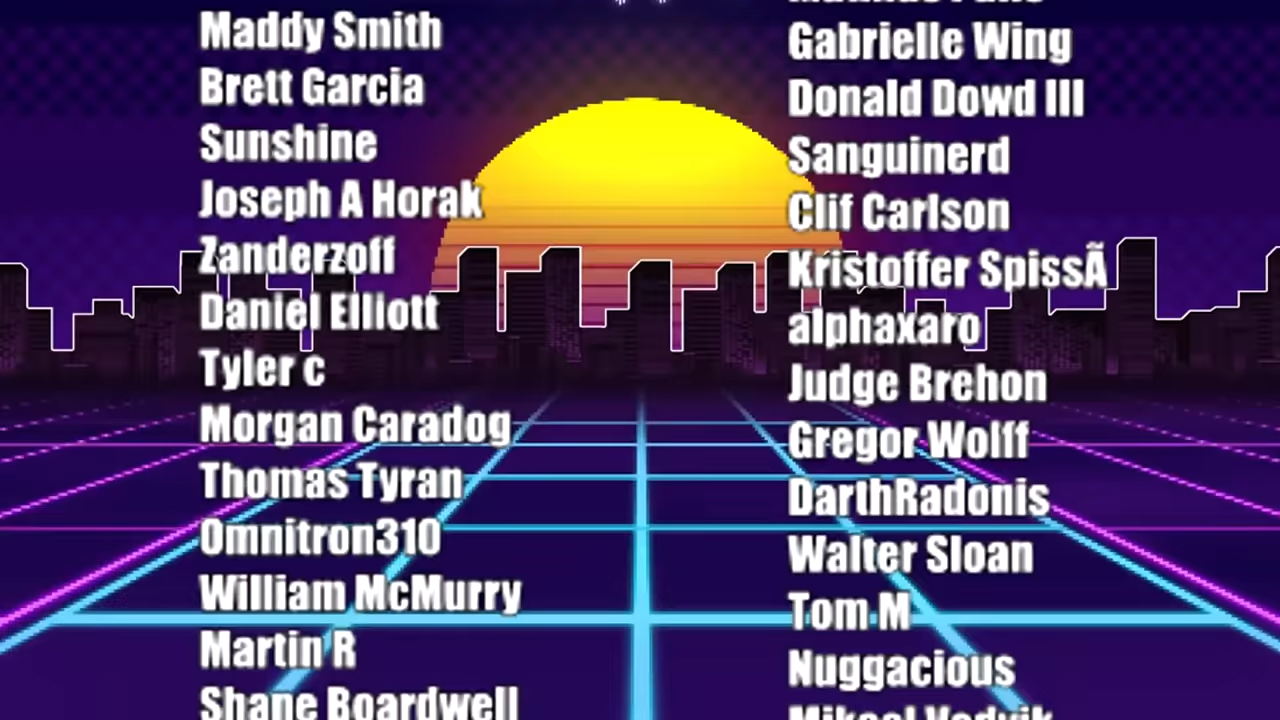 Maddy Smith
Brett Garcia
Sunshine
Joseph A Horak
Zanderzoff
Daniel Elliott
Tyler c
Morgan Caradog
Thomas Tyran
Omnitron310
William McMurry
Martin R
Shane Boardwell
Gabrielle Wing
Donald Dowd III
Sanguinerd
Clif Carlson
Kristoffer SpissÃ
alphaxaro
Judge Brehon
Gregor Wolff
DarthRadonis
Walter Sloan
Tom M
Nuggacious